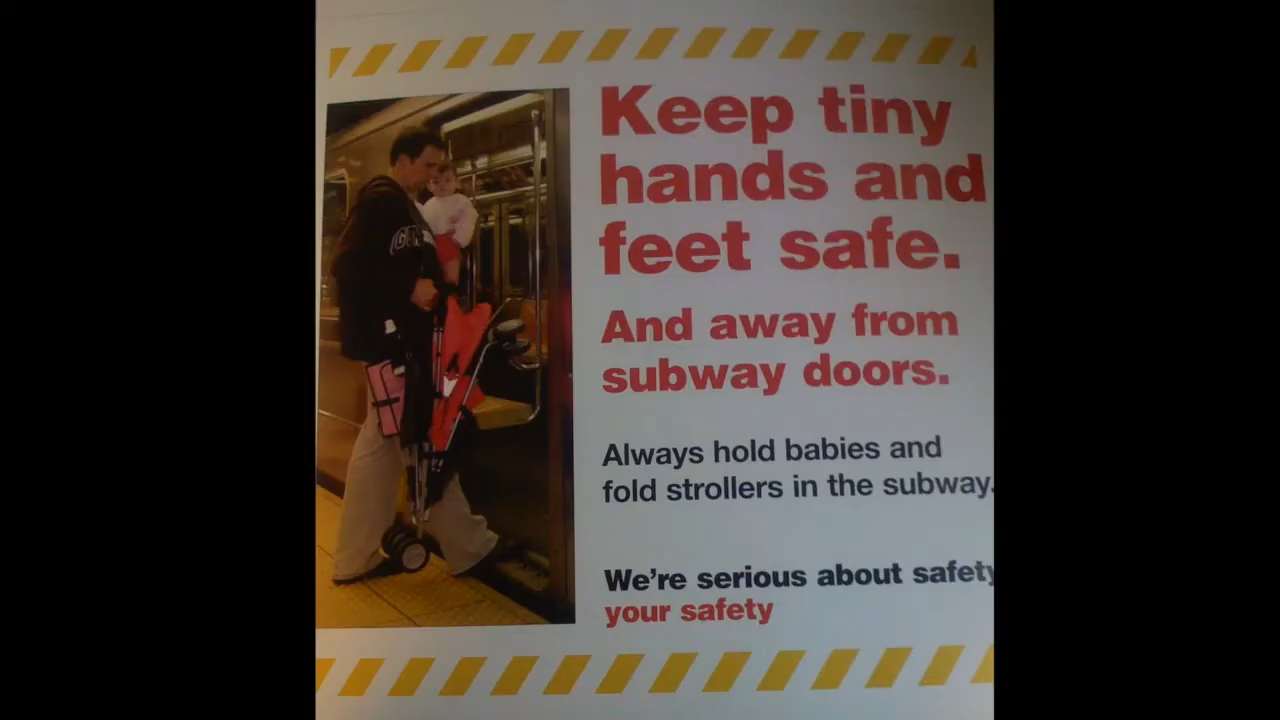 Keep tiny
hands and
feet safe.
And away from
subway doors.
Always hold babies and
fold strollers in the subway.
We're serious about safety
your safety